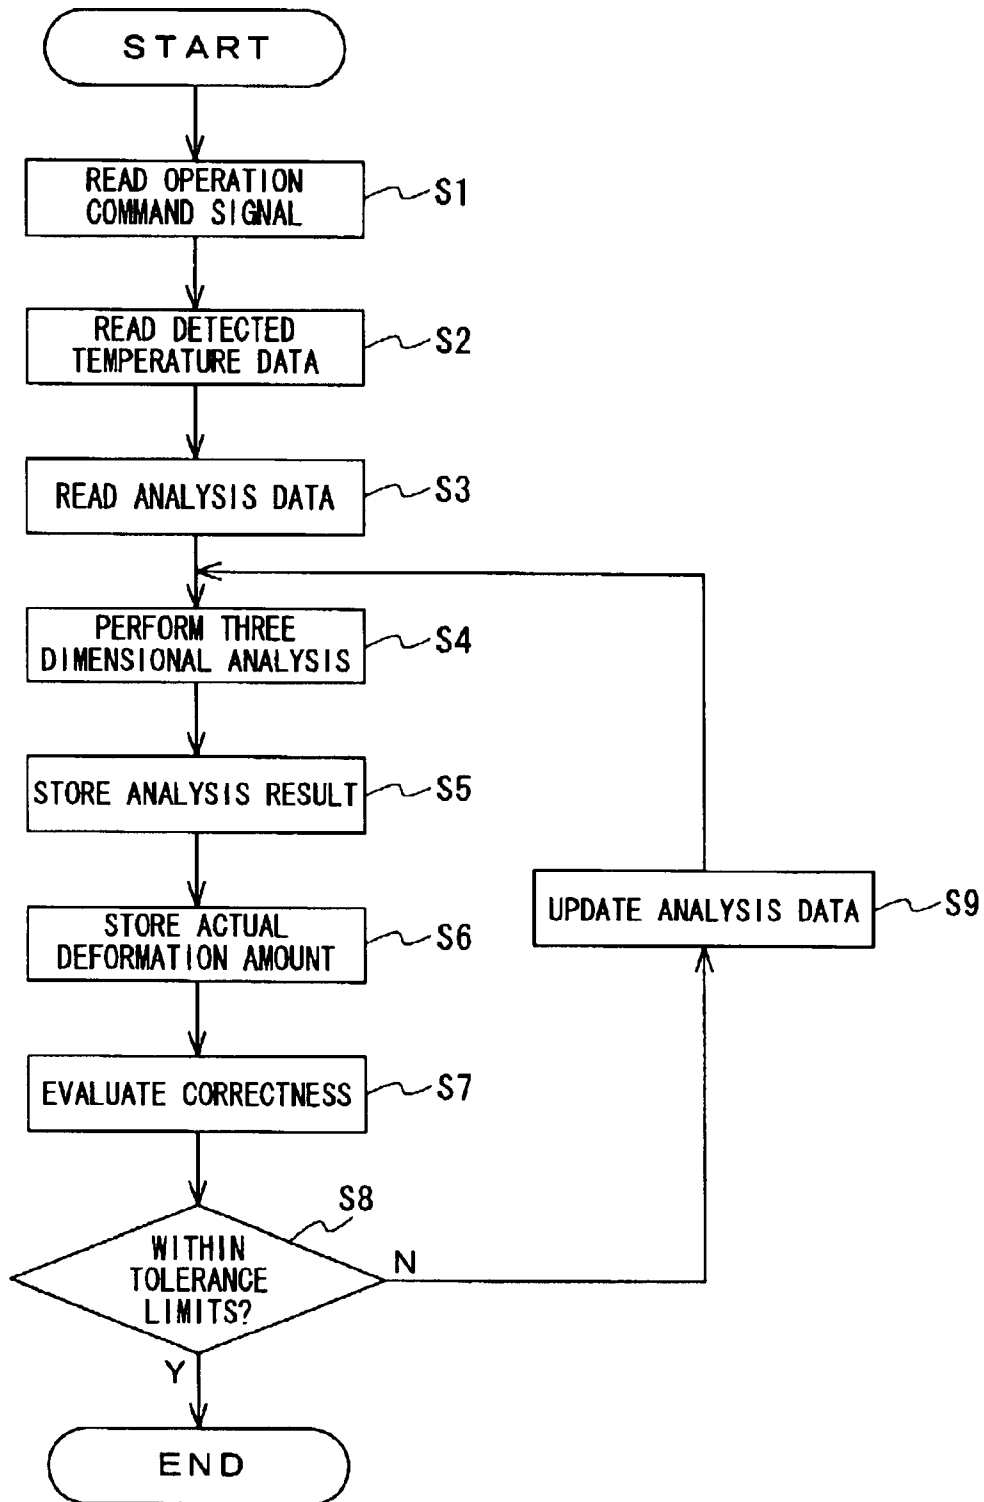 START
READ OPERATION
COMMAND SIGNAL
S1
READ DETECTED
TEMPERATURE DATA
S2
READ ANALYSIS DATA
S3
PERFORM THREE
DIMENSIONAL ANALYSIS
S4
STORE ANALYSIS RESULT
S5
STORE ACTUAL
DEFORMATION AMOUNT
S6
UPDATE ANALYSIS DATA
S9
EVALUATE CORRECTNESS
S7
S8
WITHIN
TOLERANCE
LIMITS?
N
Y
END